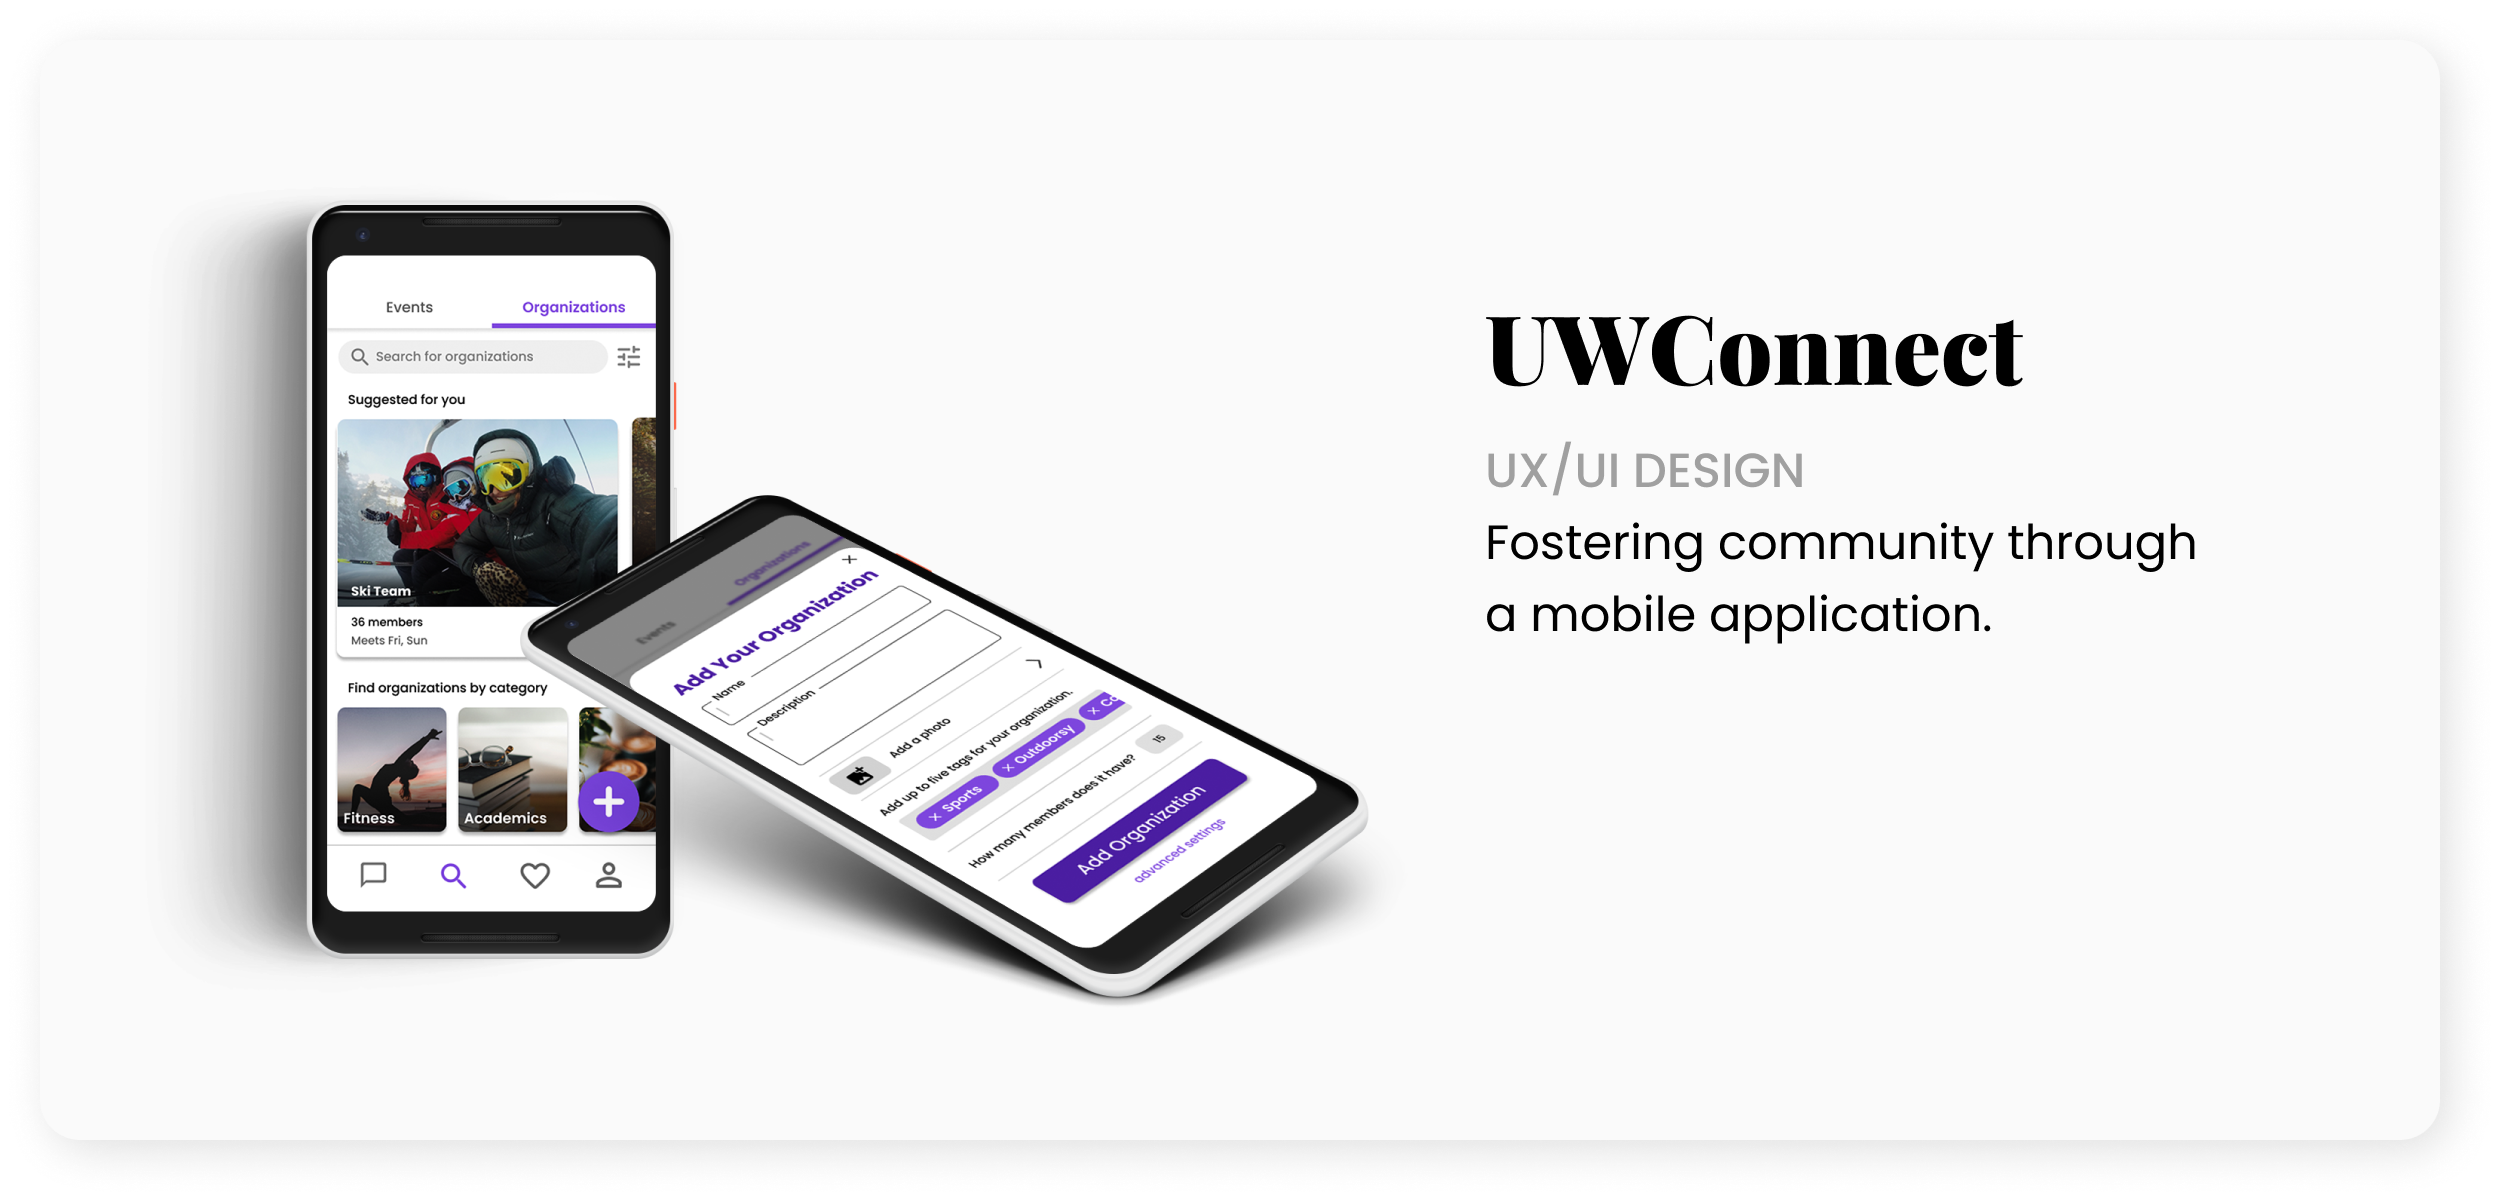 Events
Organizations
Search for organizations
Suggested for you
Ski Team
36 members
Meets Fri, Sun
Find organizations by category
Fitness
Academics
Events
Organizations
Add Your Organization
Name
Description
Add a photo
Add up to five tags for your organization.
Sports
Outdoorsy
Co
How many members does it have?
15
Add Organization
advanced settings
UWConnect
UX/UI DESIGN
Fostering community through
a mobile application.